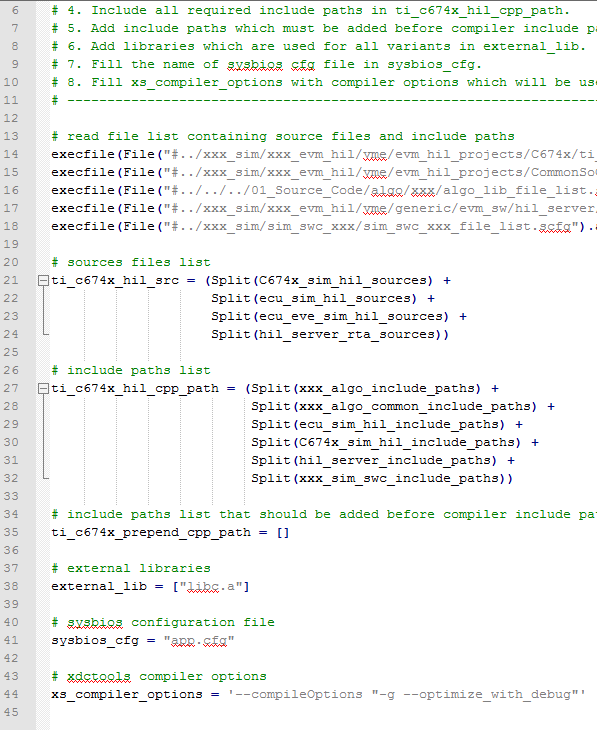 6 # 4. Include all required include paths in ti_c674x_hil_cpp_path.
7 # 5. Add include paths which must be added before compiler include
8 # 6. Add libraries which are used for all variants in external_lib.
9 # 7. Fill the name of sysbios cfg file in sysbios_cfg.
10 # 8. Fill xs_compiler_options with compiler options which will be
11 # ----------------------------------------------------------------------
12
13 # read file list containing source files and include paths
14 execfile(File("#../xxx_sim/xxx_evm_hil/yme/evm_hil_projects/C674x/ti_
15 execfile(File("#../xxx_sim/xxx_evm_hil/yme/evm_hil_projects/CommonSo
16 execfile(File("#../../../01_Source_Code/algo/xxx/algo_lib_file_list.
17 execfile(File("#../xxx_sim/xxx_evm_hil/yme/generic/evm_sw/hil_server/
18 execfile(File("#../xxx_sim/sim_swc_xxx/sim_swc_xxx_file_list.scfg").
19
20 # sources files list
21 ti_c674x_hil_src = (Split(C674x_sim_hil_sources) +
22 Split(ecu_sim_hil_sources) +
23 Split(ecu_eve_sim_hil_sources) +
24 Split(hil_server_rta_sources))
25
26 # include paths list
27 ti_c674x_hil_cpp_path = (Split(xxx_algo_include_paths) +
28 Split(xxx_algo_common_include_paths) +
29 Split(ecu_sim_hil_include_paths) +
30 Split(C674x_sim_hil_include_paths) +
31 Split(hil_server_include_paths) +
32 Split(xxx_sim_swc_include_paths))
33
34 # include paths list that should be added before compiler include
35 ti_c674x_prepend_cpp_path = []
36
37 # external libraries
38 external_lib = ["libc.a"]
39
40 # sysbios configuration file
41 sysbios_cfg = "app.cfg"
42
43 # xdctools compiler options
44 xs_compiler_options = '--compileOptions "-g --optimize_with_debug"'
45